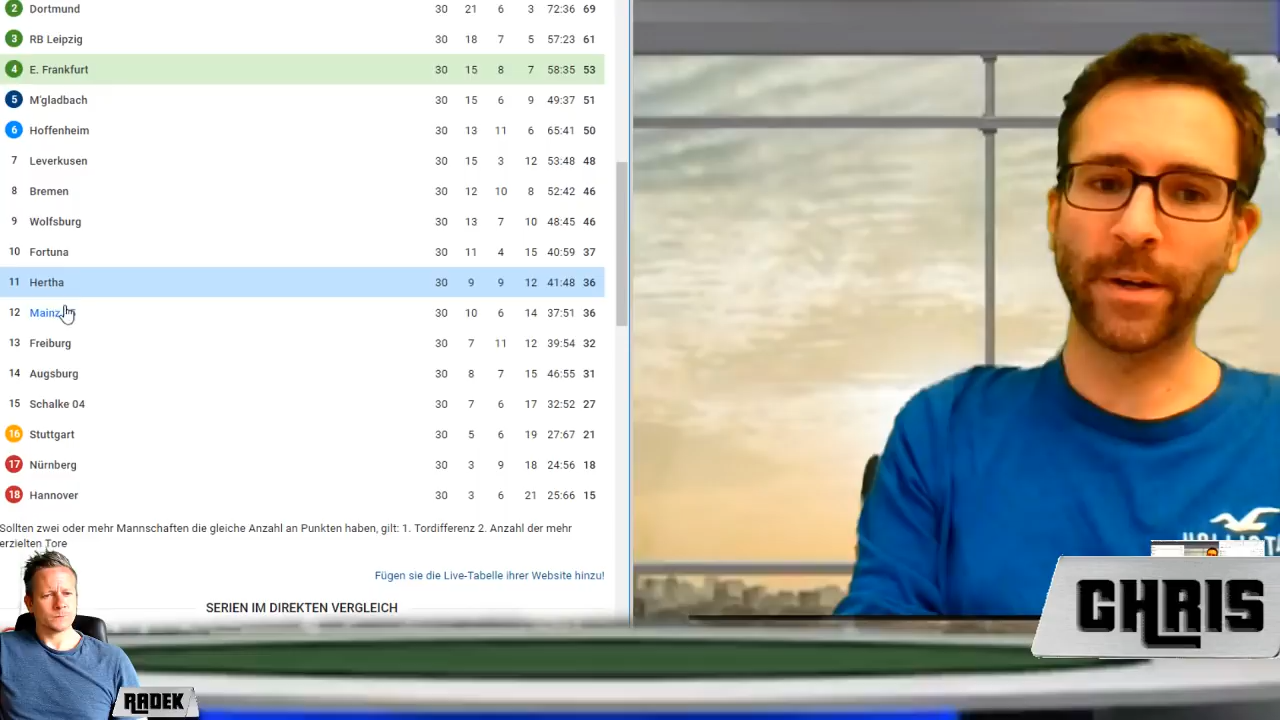 2 Dortmund 30 21 6 3 72:36 69
3 RB Leipzig 30 18 7 5 57:23 61
4 E. Frankfurt 30 15 8 7 58:35 53
5 M'gladbach 30 15 6 9 49:37 51
6 Hoffenheim 30 13 11 6 65:41 50
7 Leverkusen 30 15 3 12 53:48 48
8 Bremen 30 12 10 8 52:42 46
9 Wolfsburg 30 13 7 10 48:45 46
10 Fortuna 30 11 4 15 40:59 37
11 Hertha 30 9 9 12 41:48 36
12 Mainz 30 10 6 14 37:51 36
13 Freiburg 30 7 11 12 39:54 32
14 Augsburg 30 8 7 15 46:55 31
15 Schalke 04 30 7 6 17 32:52 27
16 Stuttgart 30 5 6 19 27:67 21
17 Nürnberg 30 3 9 18 24:56 18
18 Hannover 30 3 6 21 25:66 15
Sollten zwei oder mehr Mannschaften die gleiche Anzahl an Punkten haben, gilt: 1. Tordifferenz 2. Anzahl der mehr
erzielten Tore
Fügen sie die Live-Tabelle ihrer Website hinzu!
SERIEN IM DIREKTEN VERGLEICH
RADEK
CHRIS